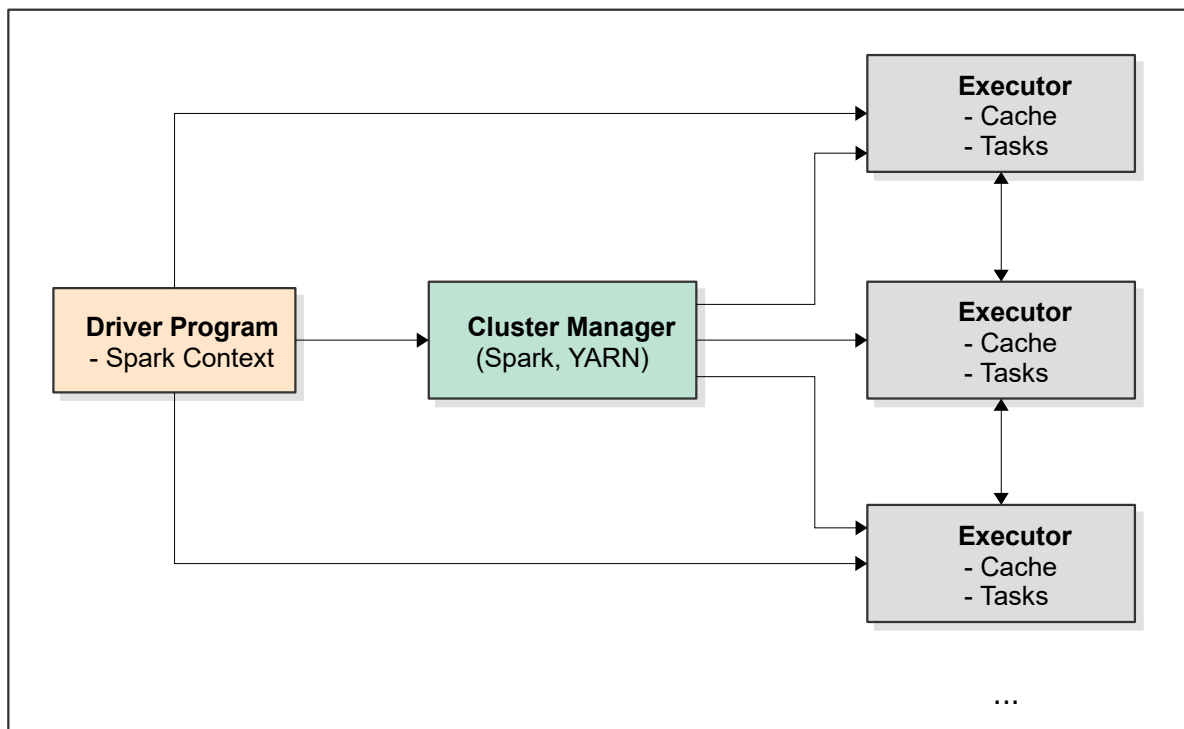 Executor
- Cache
- Tasks
Driver Program
- Spark Context
Cluster Manager
(Spark, YARN)
Executor
- Cache
- Tasks
Executor
- Cache
- Tasks
...